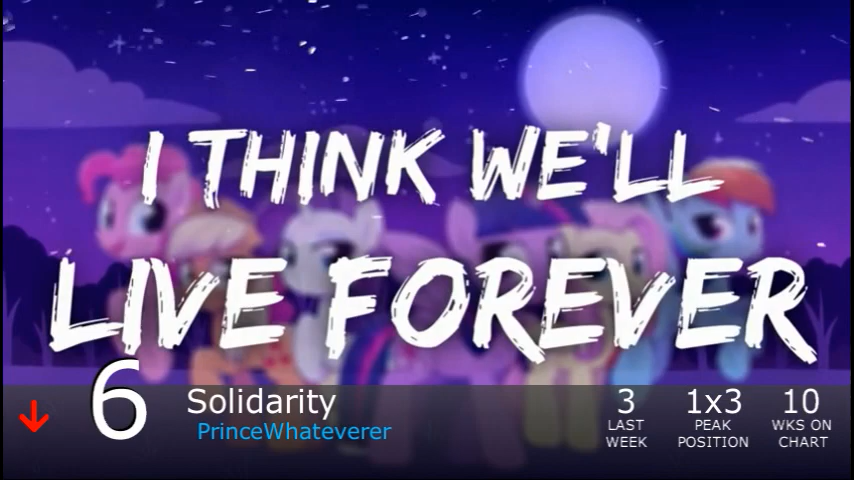 I THINK WE'LL
LIVE FOREVER
6
Solidarity
PrinceWhateverer
3
LAST
WEEK
1x3
PEAK
POSITION
10
WKS ON
CHART